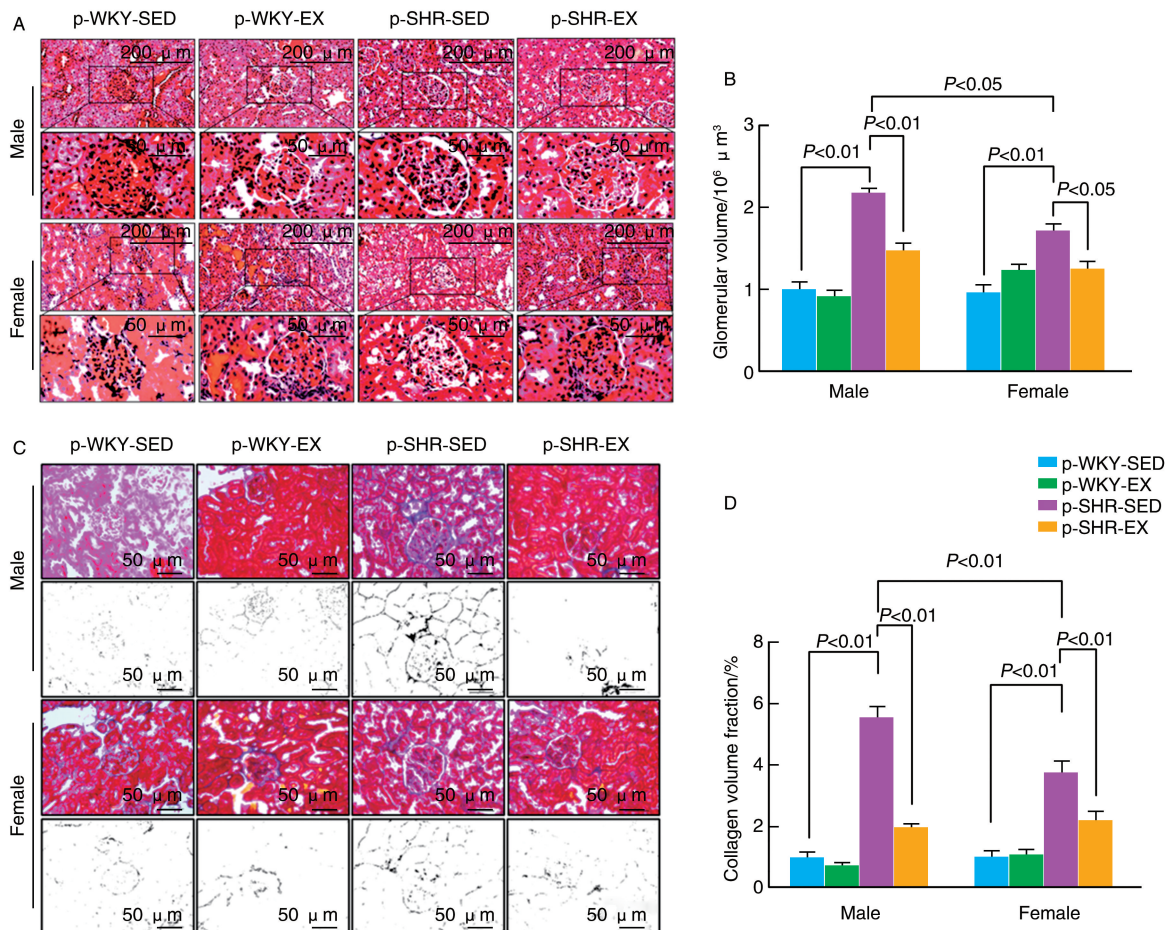 A
p-WKY-SED p-WKY-EX p-SHR-SED p-SHR-EX
Male
200 μm 200 μm 200 μm 200 μm
50 μm 50 μm 50 μm 50 μm
Female
200 μm 200 μm 200 μm 200 μm
50 μm 50 μm 50 μm 50 μm
B
P<0.05
P<0.01
P<0.01
P<0.01
P<0.05
Glomerular volume/10⁶ μm³
3
2
1
0
Male Female
C
p-WKY-SED p-WKY-EX p-SHR-SED p-SHR-EX
Male
50 μm 50 μm 50 μm 50 μm
50 μm 50 μm 50 μm 50 μm
Female
50 μm 50 μm 50 μm 50 μm
50 μm 50 μm 50 μm 50 μm
p-WKY-SED
p-WKY-EX
p-SHR-SED
p-SHR-EX
D
P<0.01
P<0.01
P<0.01
P<0.01
P<0.01
Collagen volume fraction/%
8
6
4
2
0
Male Female